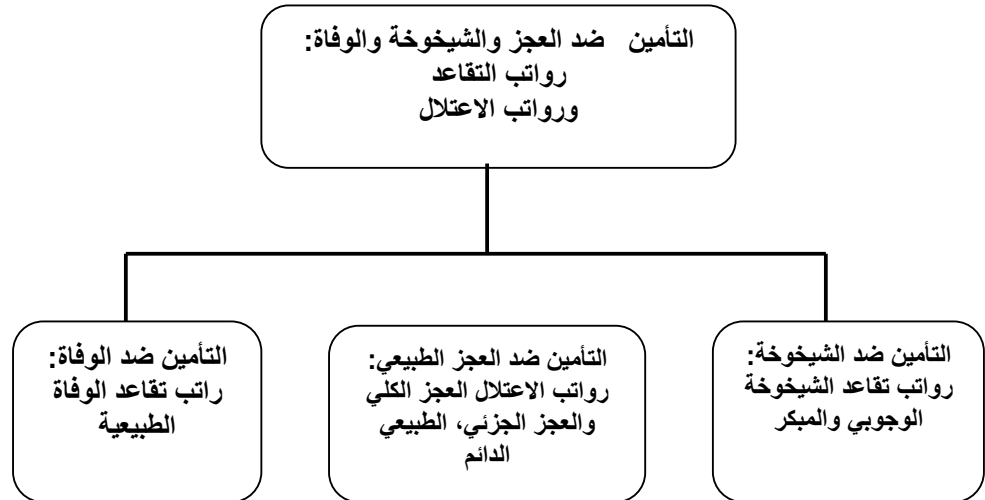 التأمين ضد العجز والشيخوخة والوفاة:
رواتب التقاعد
ورواتب الاعتلال
التأمين ضد الشيخوخة:
رواتب تقاعد الشيخوخة
الوجوبي والمبكر
التأمين ضد العجز الطبيعي:
رواتب الاعتلال العجز الكلي
والعجز الجزئي، الطبيعي
الدائم
التأمين ضد الوفاة:
راتب تقاعد الوفاة
الطبيعية